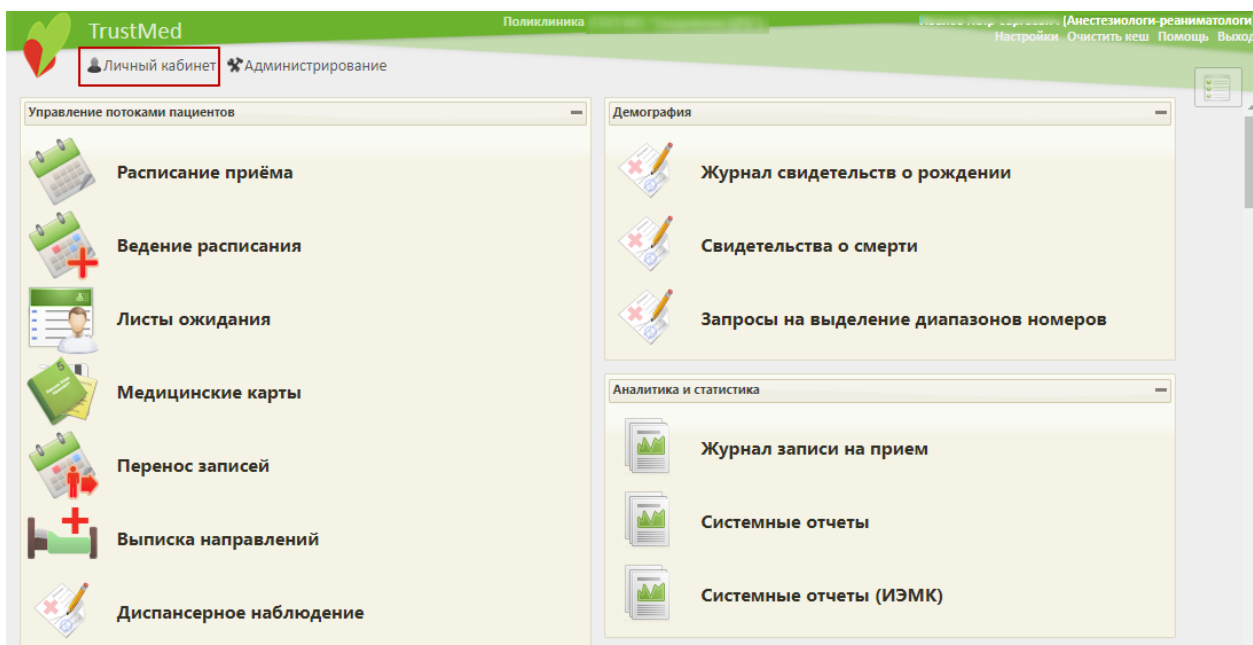 TrustMed
Поликлиника
(Анестезиологи-реаниматологи
Настройки Очистить кеш Помощь Выход
Личный кабинет Администрирование
Управление потоками пациентов
Расписание приёма
Ведение расписания
Листы ожидания
Медицинские карты
Перенос записей
Выписка направлений
Диспансерное наблюдение
Демография
Журнал свидетельств о рождении
Свидетельства о смерти
Запросы на выделение диапазонов номеров
Аналитика и статистика
Журнал записи на прием
Системные отчеты
Системные отчеты (ИЭМК)